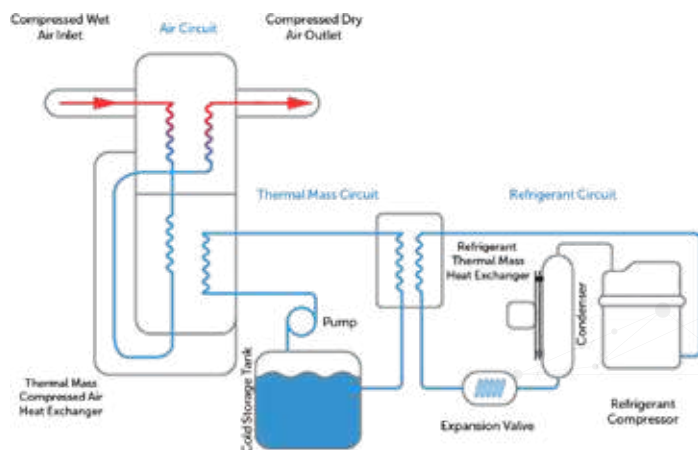 Compressed Wet
Air Inlet
Air Circuit
Compressed Dry
Air Outlet
Thermal Mass Circuit
Refrigerant Circuit
Refrigerant
Thermal Mass
Heat Exchanger
Condenser
Pump
Cold Storage Tank
Thermal Mass
Compressed Air
Heat Exchanger
Expansion Valve
Refrigerant
Compressor